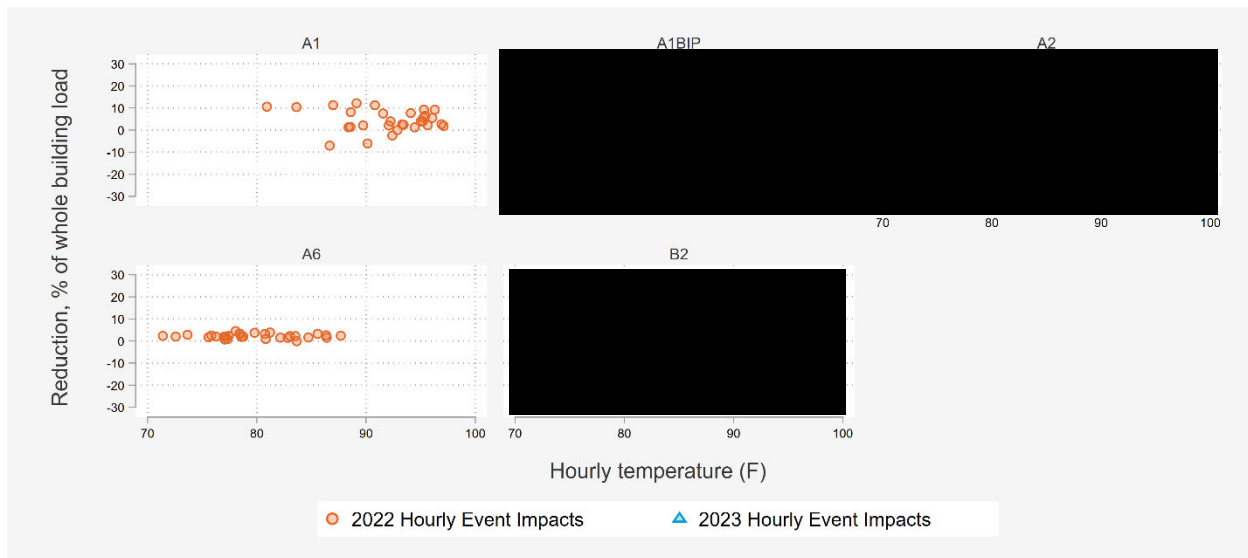 A1
A1BIP
A2
Reduction, % of whole building load
30
20
10
0
-10
-20
-30
70 80 90 100
A6
B2
30
20
10
0
-10
-20
-30
70 80 90 100
70 80 90 100
Hourly temperature (F)
2022 Hourly Event Impacts
2023 Hourly Event Impacts